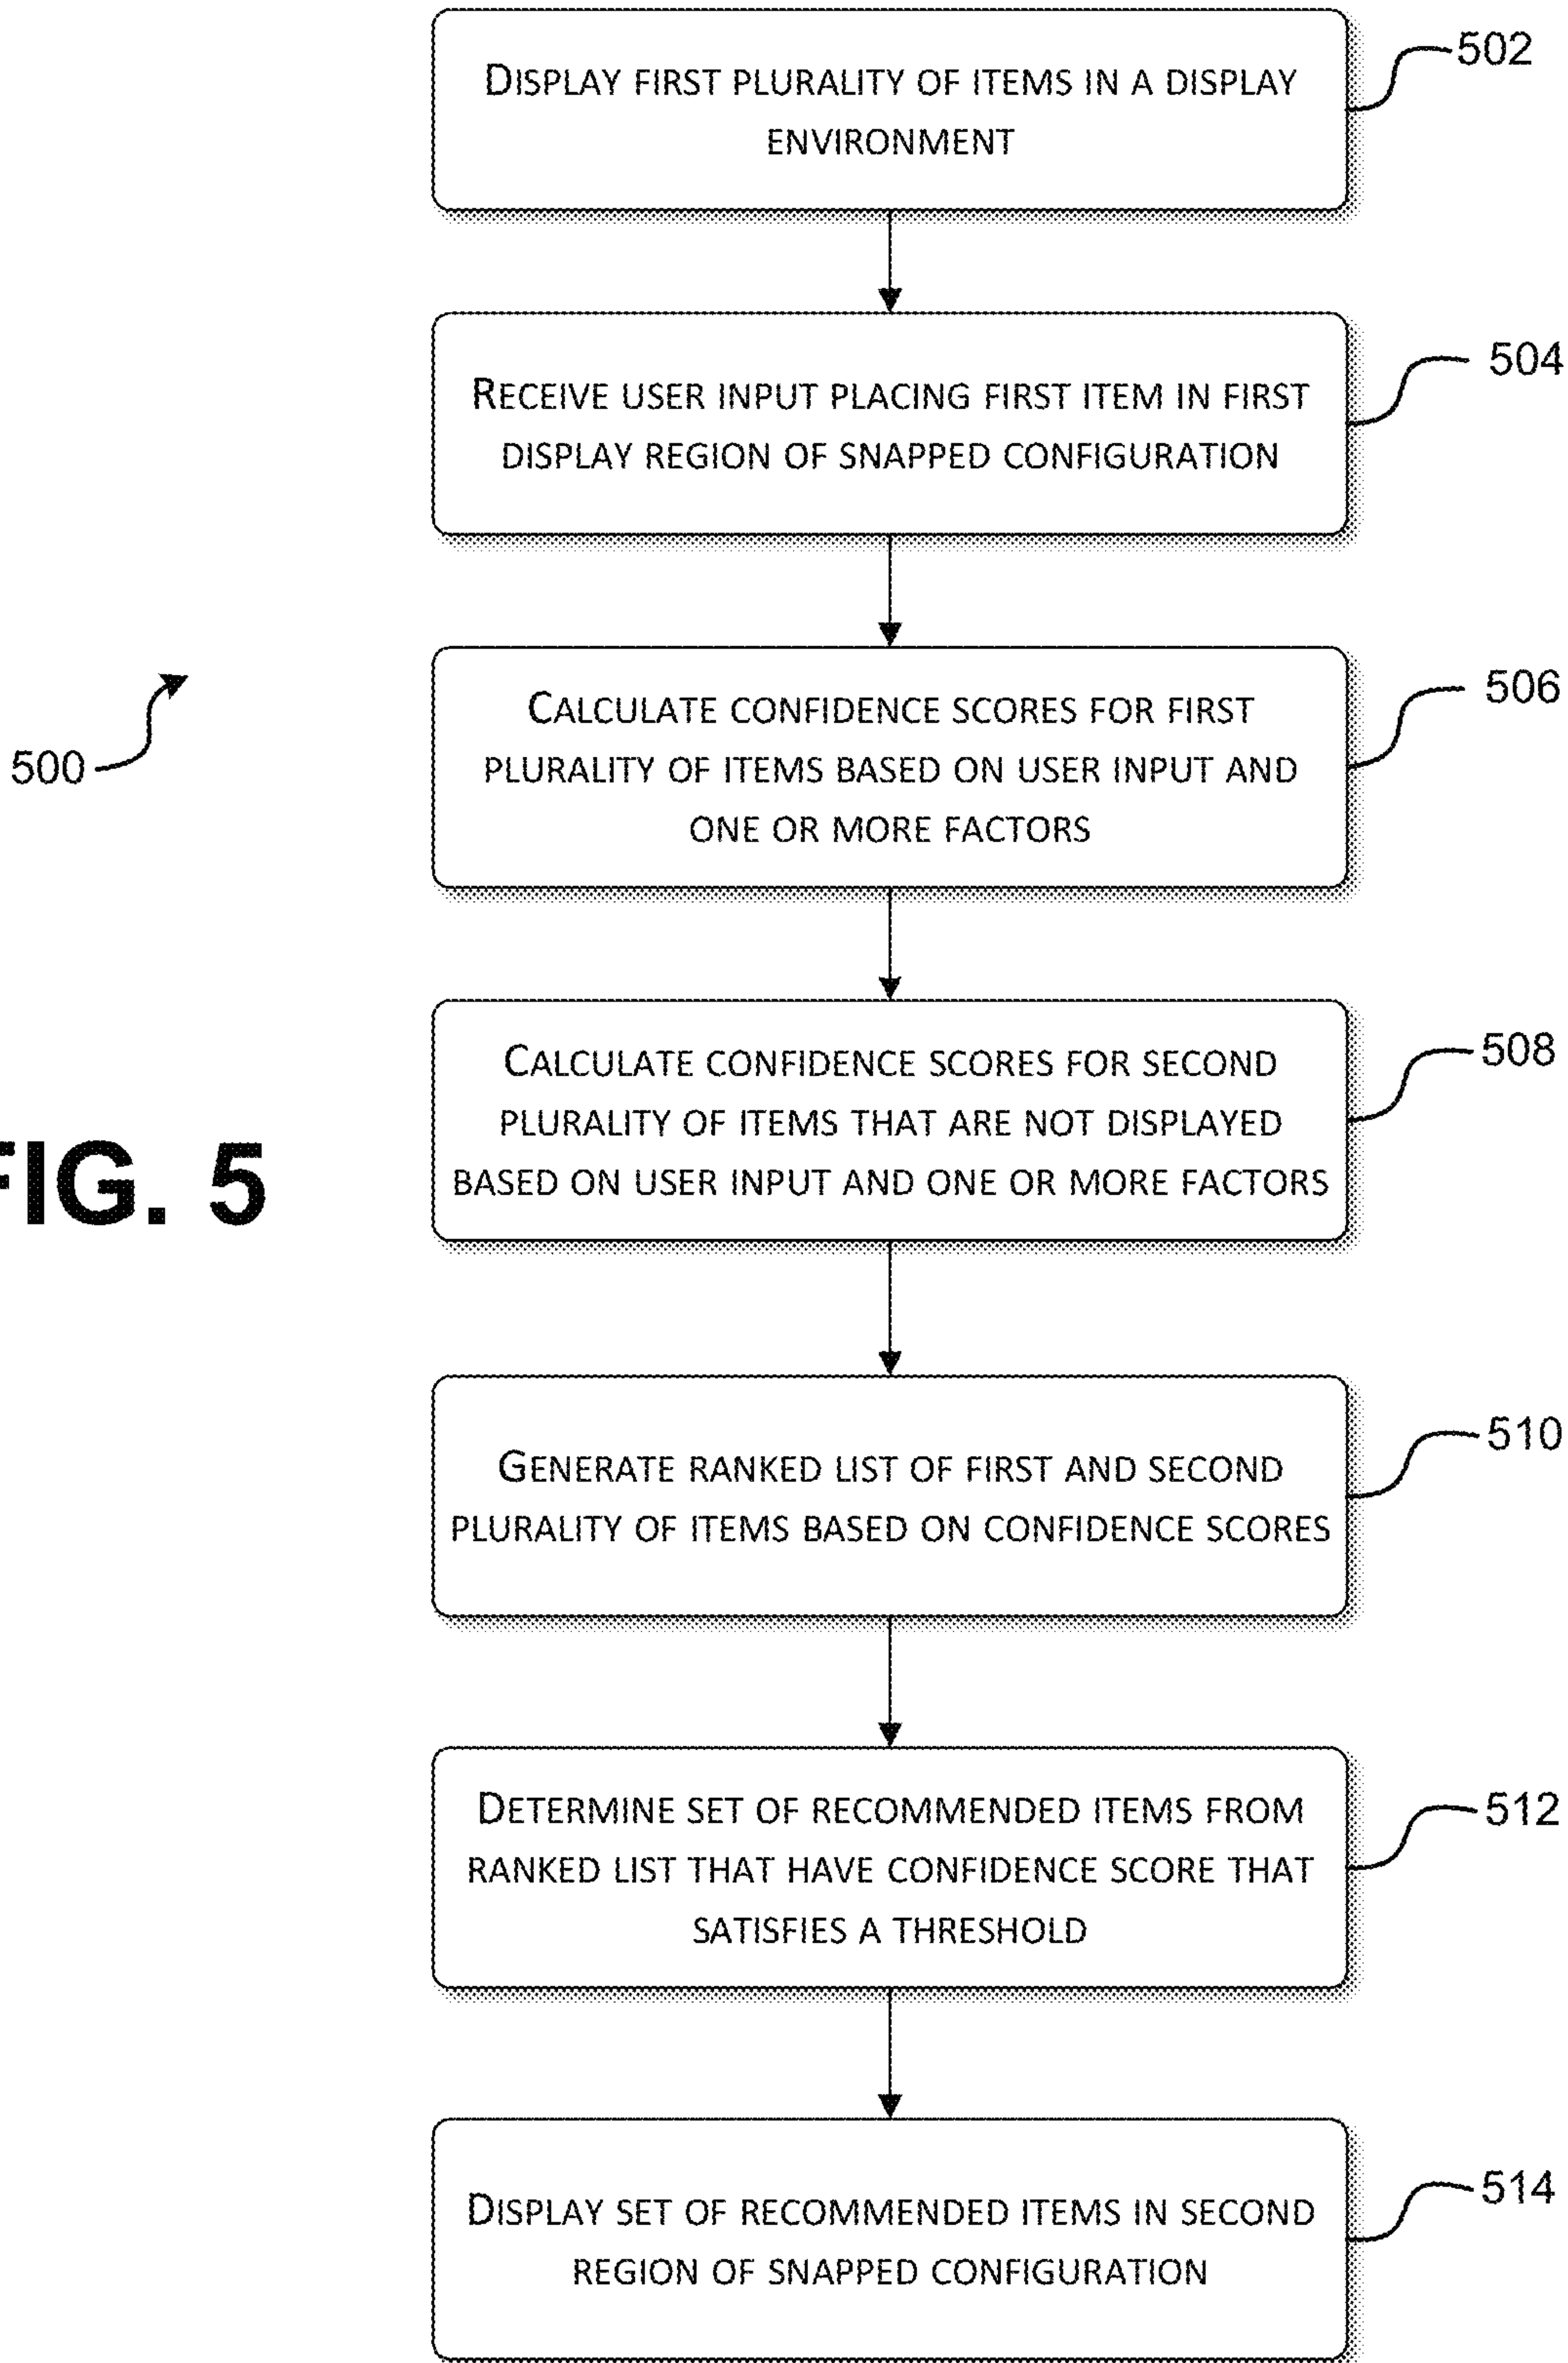 DISPLAY FIRST PLURALITY OF ITEMS IN A DISPLAY
ENVIRONMENT
502
RECEIVE USER INPUT PLACING FIRST ITEM IN FIRST
DISPLAY REGION OF SNAPPED CONFIGURATION
504
500
CALCULATE CONFIDENCE SCORES FOR FIRST
PLURALITY OF ITEMS BASED ON USER INPUT AND
ONE OR MORE FACTORS
506
CALCULATE CONFIDENCE SCORES FOR SECOND
PLURALITY OF ITEMS THAT ARE NOT DISPLAYED
BASED ON USER INPUT AND ONE OR MORE FACTORS
508
FIG. 5
GENERATE RANKED LIST OF FIRST AND SECOND
PLURALITY OF ITEMS BASED ON CONFIDENCE SCORES
510
DETERMINE SET OF RECOMMENDED ITEMS FROM
RANKED LIST THAT HAVE CONFIDENCE SCORE THAT
SATISFIES A THRESHOLD
512
DISPLAY SET OF RECOMMENDED ITEMS IN SECOND
REGION OF SNAPPED CONFIGURATION
514